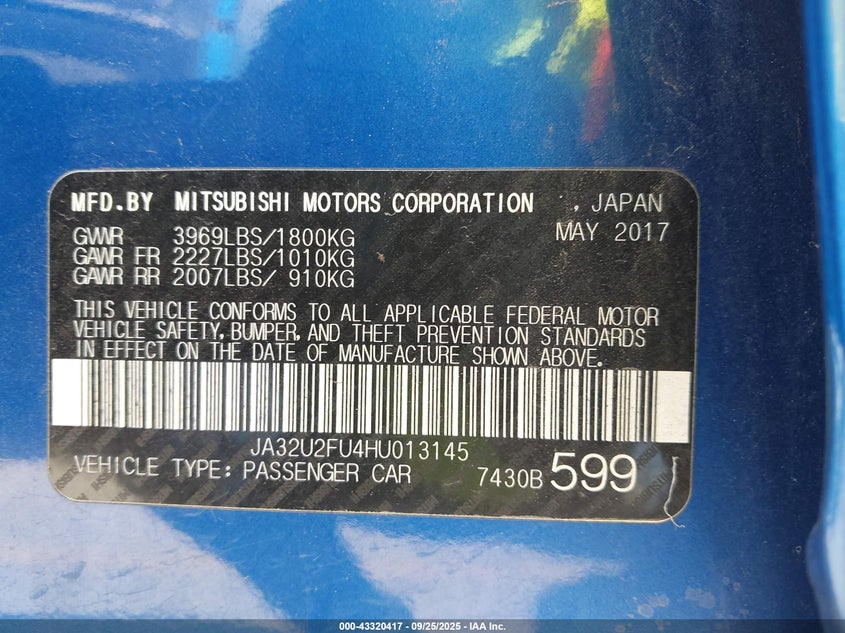 MFD.BY MITSUBISHI MOTORS CORPORATION , JAPAN
GVWR 3969LBS/1800KG MAY 2017
GAWR FR 2227LBS/1010KG
GAWR RR 2007LBS/ 910KG
THIS VEHICLE CONFORMS TO ALL APPLICABLE FEDERAL MOTOR
VEHICLE SAFETY, BUMPER, AND THEFT PREVENTION STANDARDS
IN EFFECT ON THE DATE OF MANUFACTURE SHOWN ABOVE.
JA32U2FU4HU013145
VEHICLE TYPE: PASSENGER CAR 7430B 599
000-43320417 - 09/25/2025 - IAA Inc.